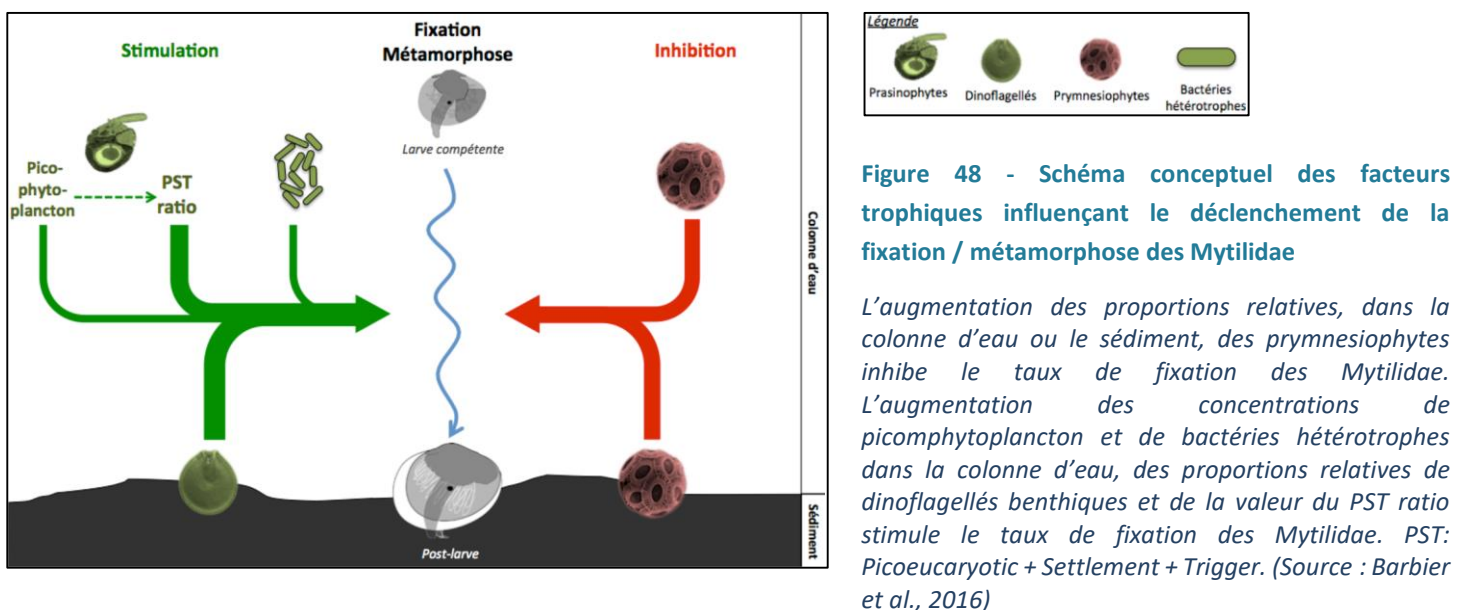 Stimulation
Fixation
Métamorphose
Inhibition
Larve compétente
Pico-
phyto-
plancton
PST
ratio
Colonne d'eau
Sédiment
Post-larve
Légende
Prasinophytes
Dinoflagellés
Prymnesiophytes
Bactéries
hétérotrophes
Figure 48 - Schéma conceptuel des facteurs
trophiques influençant le déclenchement de la
fixation / métamorphose des Mytilidae
L'augmentation des proportions relatives, dans la
colonne d'eau ou le sédiment, des prymnesiophytes
inhibe le taux de fixation des Mytilidae.
L'augmentation des concentrations de
picomphytoplancton et de bactéries hétérotrophes
dans la colonne d'eau, des proportions relatives de
dinoflagellés benthiques et de la valeur du PST ratio
stimule le taux de fixation des Mytilidae. PST:
Picoeucaryotic + Settlement + Trigger. (Source : Barbier
et al., 2016)